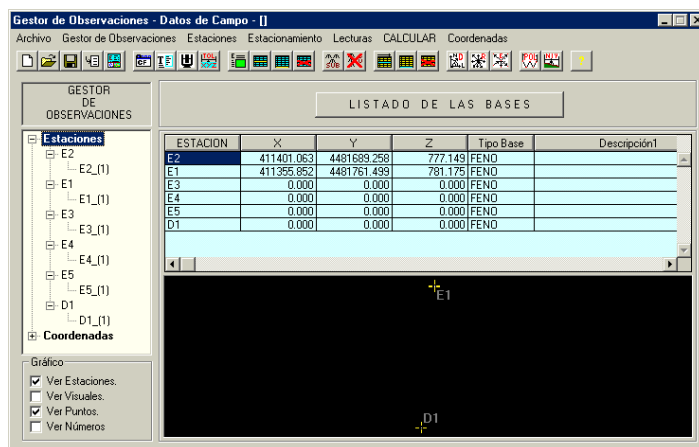 Gestor de Observaciones - Datos de Campo - []
Archivo Gestor de Observaciones Estaciones Estacionamiento Lecturas CALCULAR Coordenadas
GESTOR
DE
OBSERVACIONES
LISTADO DE LAS BASES
Estaciones
E2
E2_(1)
E1
E1_(1)
E3
E3_(1)
E4
E4_(1)
E5
E5_(1)
D1
D1_(1)
Coordenadas
ESTACION X Y Z Tipo Base Descripción1
E2 411401.063 4481689.258 777.149 FENO
E1 411355.852 4481761.499 781.175 FENO
E3 0.000 0.000 0.000 FENO
E4 0.000 0.000 0.000 FENO
E5 0.000 0.000 0.000 FENO
D1 0.000 0.000 0.000 FENO
E1
D1
Gráfico
Ver Estaciones.
Ver Visuales.
Ver Puntos.
Ver Números